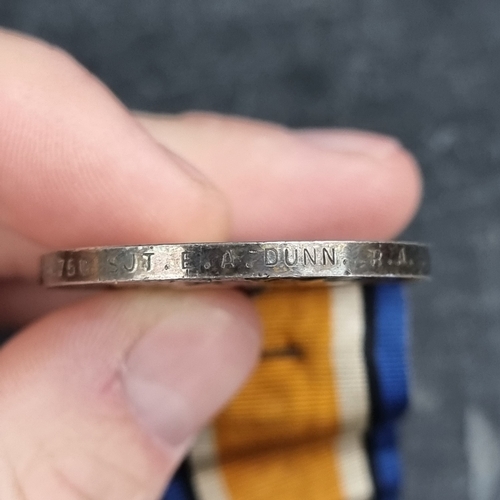 SJT. E. A. DUNN. R. A.